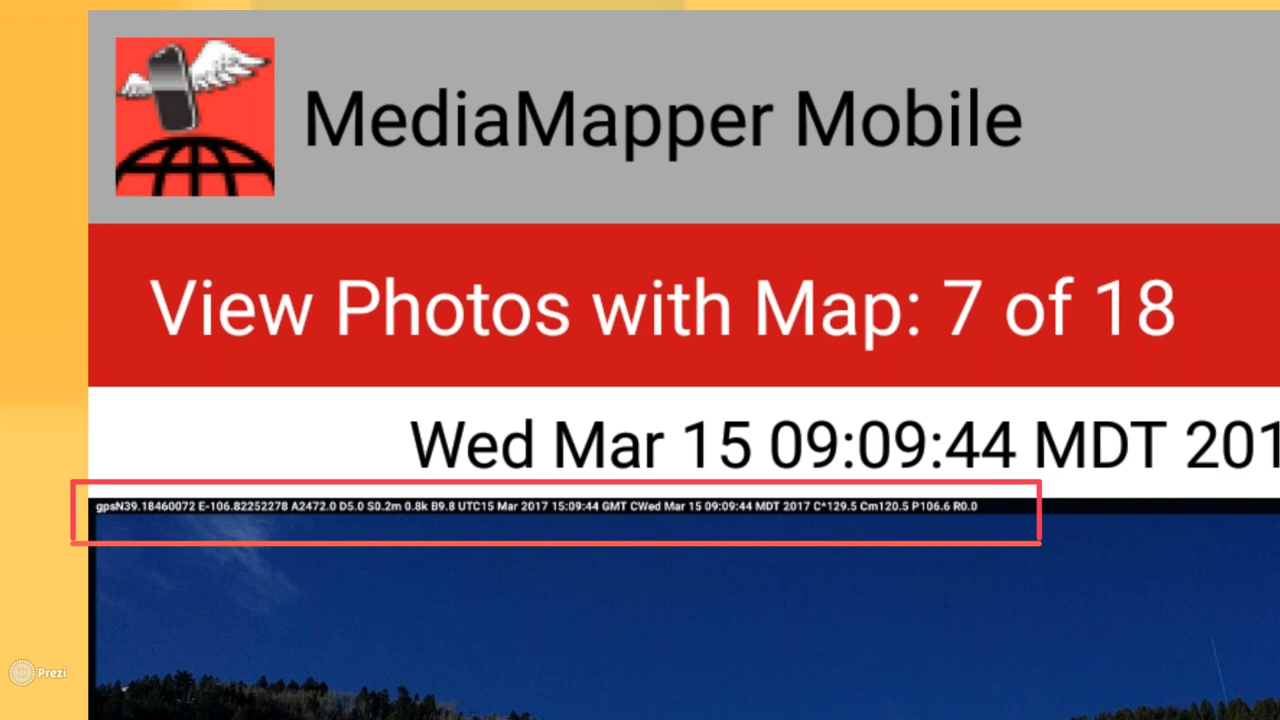 MediaMapper Mobile
View Photos with Map: 7 of 18
Wed Mar 15 09:09:44 MDT 201
gpsN39.18460072 E-106.82252278 A2472.0 D5.0 S0.2m 0.8k B9.8 UTC15 Mar 2017 15:09:44 GMT CWed Mar 15 09:09:44 MDT 2017 C^129.5 Cm120.5 P106.6 R0.0
Prezi